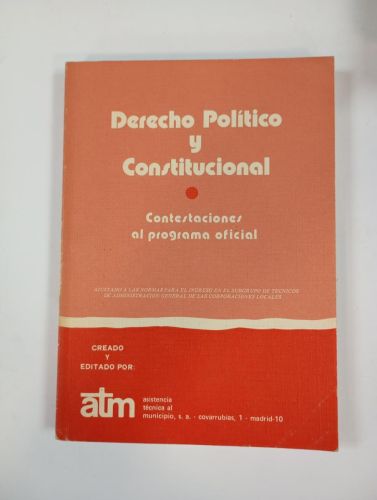 Derecho Político
y
Constitucional
Contestaciones
al programa oficial
AJUSTADO A LAS NORMAS PARA EL INGRESO EN EL SUBGRUPO DE TECNICOS
DE ADMINISTRACION GENERAL DE LAS CORPORACIONES LOCALES
CREADO
Y
EDITADO POR:
atm
asistencia
técnica al
municipio, s. a. - covarrubias, 1 - madrid-10